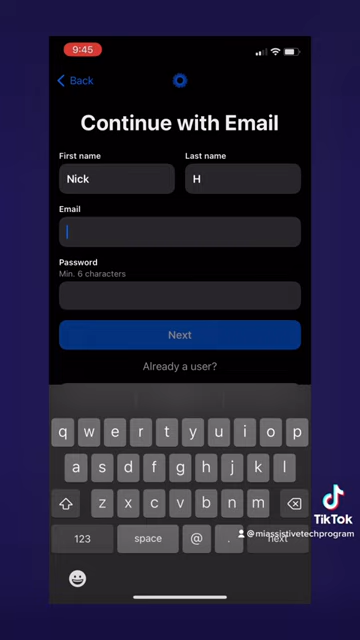 9:45
Back
Continue with Email
First name
Last name
Nick
H
Email
Password
Min. 6 characters
Next
Already a user?
q w e r t y u i o p
a s d f g h j k l
z x c v b n m
123 space @ . next
TikTok
@miassistivetechprogram